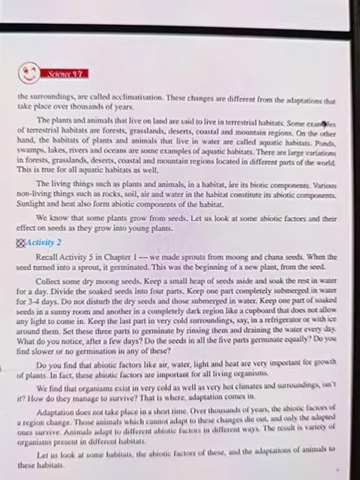 Science 97
the surroundings, are called acclimatisation. These changes are different from the adaptations that
take place over thousands of years.
The plants and animals that live on land are said to live in terrestrial habitats. Some examples
of terrestrial habitats are forests, grasslands, deserts, coastal and mountain regions. On the other
hand, the habitats of plants and animals that live in water are called aquatic habitats. Ponds,
swamps, lakes, rivers and oceans are some examples of aquatic habitats. There are large variations
in forests, grasslands, deserts, coastal and mountain regions located in different parts of the world.
This is true for all aquatic habitats as well.
The living things such as plants and animals, in a habitat, are its biotic components. Various
non-living things such as rocks, soil, air and water in the habitat constitute its abiotic components.
Sunlight and heat also form abiotic components of the habitat.
We know that some plants grow from seeds. Let us look at some abiotic factors and their
effect on seeds as they grow into young plants.
Activity 2
Recall Activity 5 in Chapter 1 — we made sprouts from moong and chana seeds. When the
seed turned into a sprout, it germinated. This was the beginning of a new plant, from the seed.
Collect some dry moong seeds. Keep a small heap of seeds aside and soak the rest in water
for a day. Divide the soaked seeds into four parts. Keep one part completely submerged in water
for 3-4 days. Do not disturb the dry seeds and those submerged in water. Keep one part of soaked
seeds in a sunny room and another in a completely dark region like a cupboard that does not allow
any light to come in. Keep the last part in very cold surroundings, say, in a refrigerator or with ice
around them. Set these three parts to germinate by rinsing them and draining the water every day.
What do you notice, after a few days? Do the seeds in all the five parts germinate equally? Do you
find slower or no germination in any of these?
Do you find that abiotic factors like air, water, light and heat are very important for growth
of plants. In fact, these abiotic factors are important for all living organisms.
We find that organisms exist in very cold as well as very hot climates and surroundings, isn't
it? How do they manage to survive? That is where, adaptation comes in.
Adaptation does not take place in a short time. Over thousands of years, the abiotic factors of
a region change. Those animals which cannot adapt to these changes die out, and only the adapted
ones survive. Animals adapt to different abiotic factors in different ways. The result is variety of
organisms present in different habitats.
Let us look at some habitats, the abiotic factors of these, and the adaptations of animals to
these habitats.